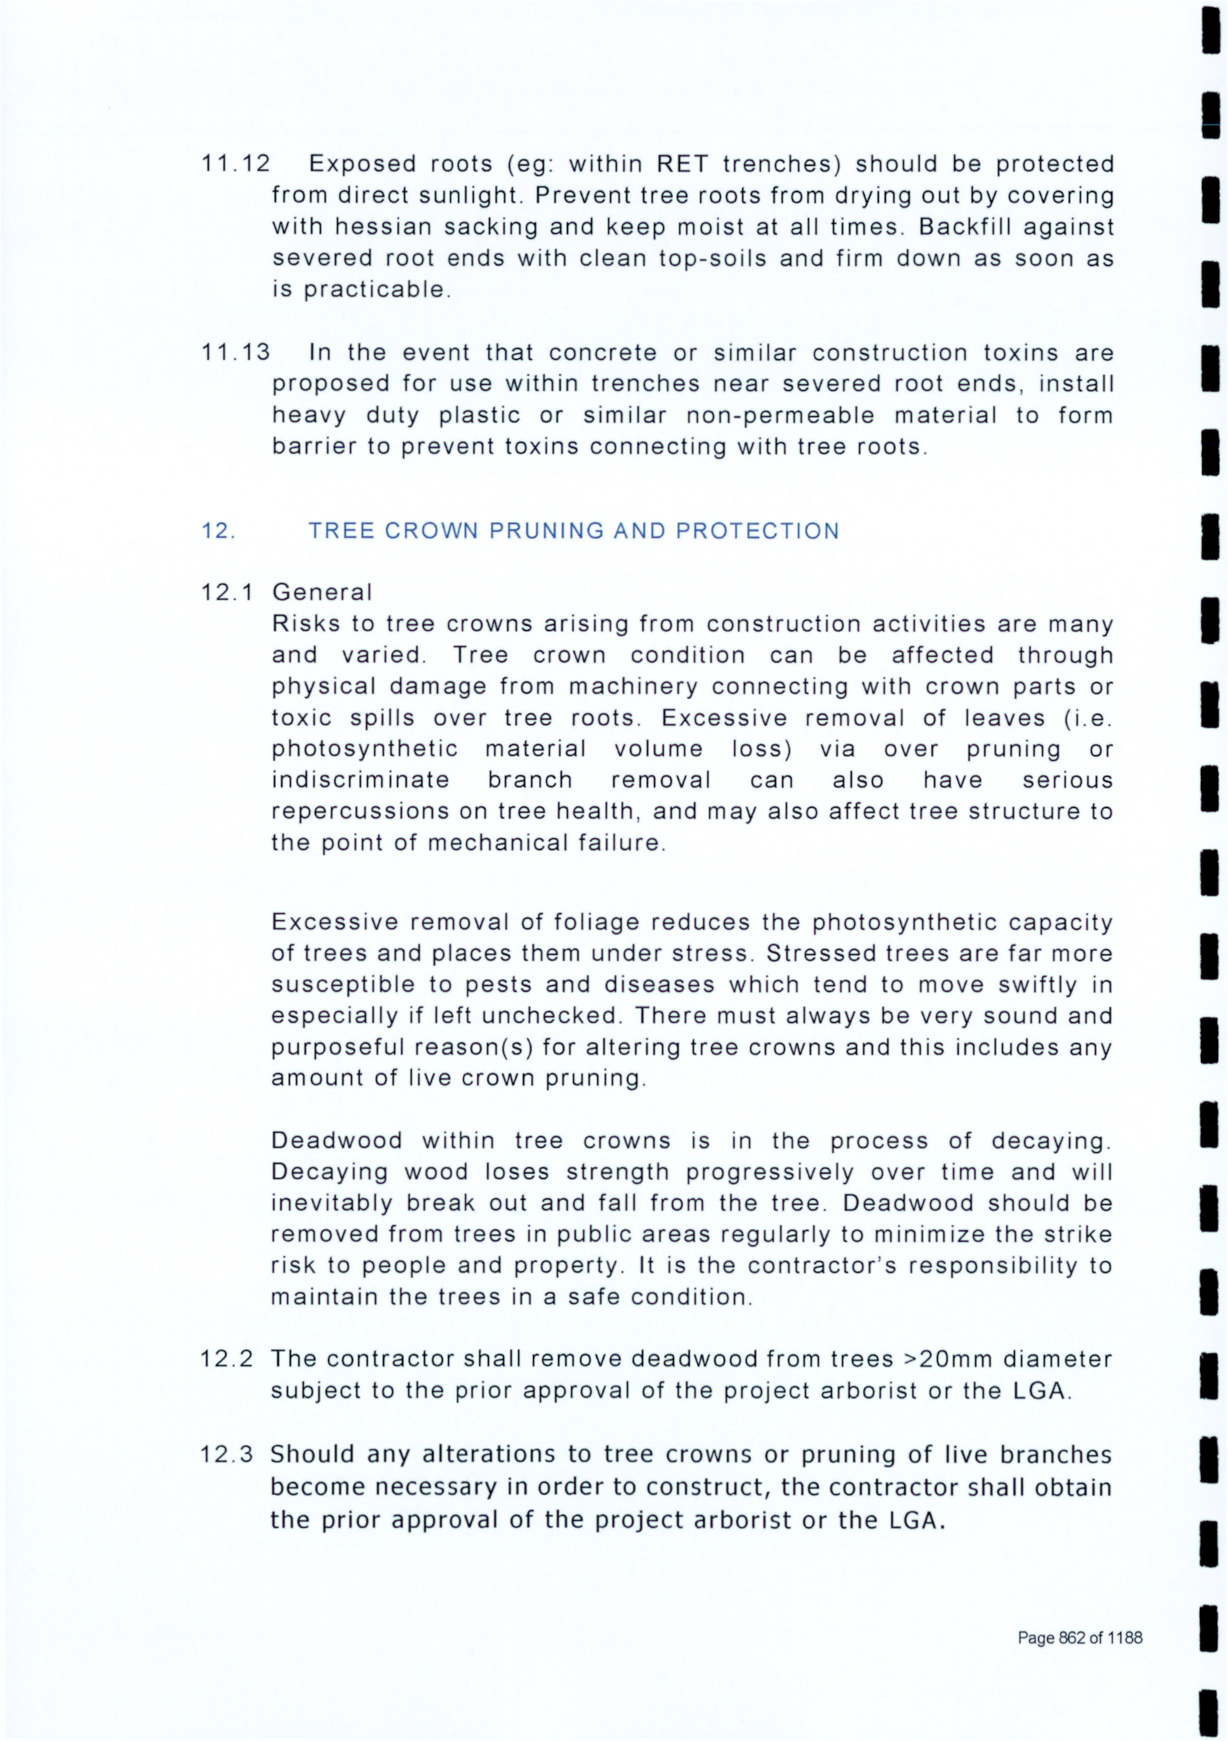 11.12 Exposed roots (eg: within RET trenches) should be protected
from direct sunlight. Prevent tree roots from drying out by covering
with hessian sacking and keep moist at all times. Backfill against
severed root ends with clean top-soils and firm down as soon as
is practicable.
11.13 In the event that concrete or similar construction toxins are
proposed for use within trenches near severed root ends, install
heavy duty plastic or similar non-permeable material to form
barrier to prevent toxins connecting with tree roots.
12. TREE CROWN PRUNING AND PROTECTION
12.1 General
Risks to tree crowns arising from construction activities are many
and varied. Tree crown condition can be affected through
physical damage from machinery connecting with crown parts or
toxic spills over tree roots. Excessive removal of leaves (i.e.
photosynthetic material volume loss) via over pruning or
indiscriminate branch removal can also have serious
repercussions on tree health, and may also affect tree structure to
the point of mechanical failure.
Excessive removal of foliage reduces the photosynthetic capacity
of trees and places them under stress. Stressed trees are far more
susceptible to pests and diseases which tend to move swiftly in
especially if left unchecked. There must always be very sound and
purposeful reason(s) for altering tree crowns and this includes any
amount of live crown pruning.
Deadwood within tree crowns is in the process of decaying.
Decaying wood loses strength progressively over time and will
inevitably break out and fall from the tree. Deadwood should be
removed from trees in public areas regularly to minimize the strike
risk to people and property. It is the contractor's responsibility to
maintain the trees in a safe condition.
12.2 The contractor shall remove deadwood from trees >20mm diameter
subject to the prior approval of the project arborist or the LGA.
12.3 Should any alterations to tree crowns or pruning of live branches
become necessary in order to construct, the contractor shall obtain
the prior approval of the project arborist or the LGA.
Page 862 of 1188